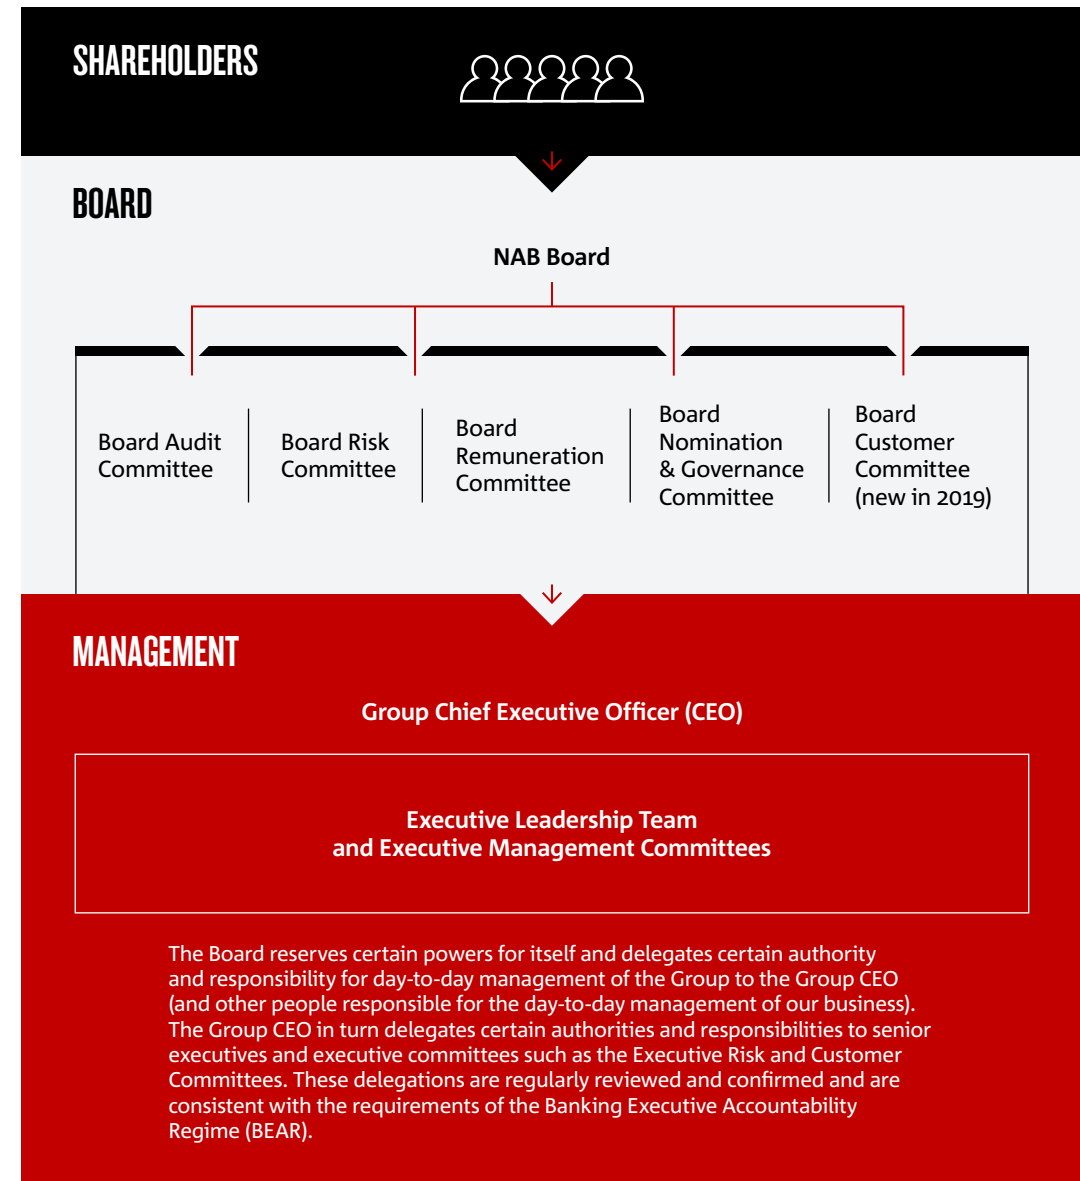 SHAREHOLDERS
BOARD
NAB Board
Board Audit
Committee
Board Risk
Committee
Board
Remuneration
Committee
Board
Nomination
& Governance
Committee
Board
Customer
Committee
(new in 2019)
MANAGEMENT
Group Chief Executive Officer (CEO)
Executive Leadership Team
and Executive Management Committees
The Board reserves certain powers for itself and delegates certain authority
and responsibility for day-to-day management of the Group to the Group CEO
(and other people responsible for the day-to-day management of our business).
The Group CEO in turn delegates certain authorities and responsibilities to senior
executives and executive committees such as the Executive Risk and Customer
Committees. These delegations are regularly reviewed and confirmed and are
consistent with the requirements of the Banking Executive Accountability
Regime (BEAR).